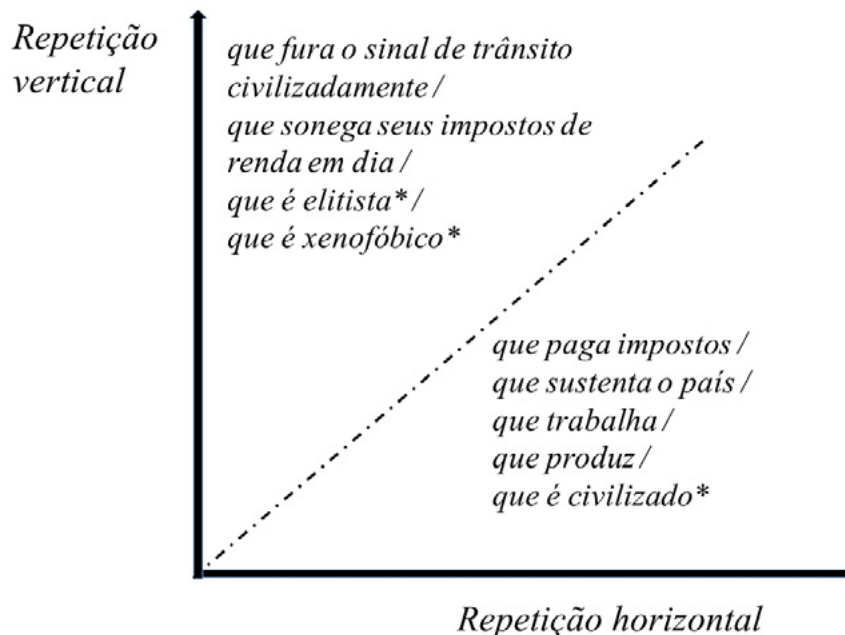 Repetição
vertical
que fura o sinal de trânsito
civilizadamente /
que sonega seus impostos de
renda em dia /
que é elitista* /
que é xenofóbico*
que paga impostos /
que sustenta o país /
que trabalha /
que produz /
que é civilizado*
Repetição horizontal